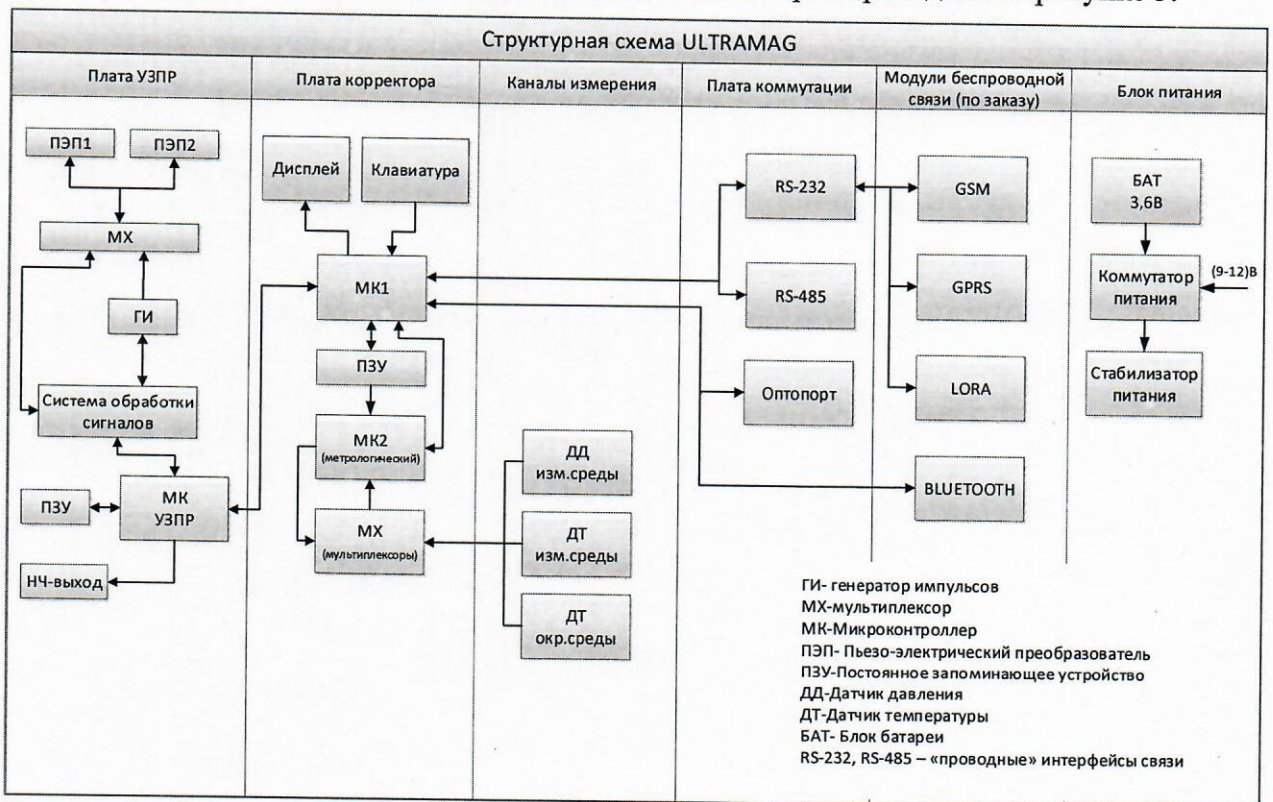 Структурная схема ULTRAMAG
Плата УЗПР
Плата корректора
Каналы измерения
Плата коммутации
Модули беспроводной
связи (по заказу)
Блок питания
ПЭП1
ПЭП2
МХ
ГИ
Система обработки
сигналов
ПЗУ
МК
УЗПР
НЧ-выход
Дисплей
Клавиатура
МК1
ПЗУ
МК2
(метрологический)
МХ
(мультиплексоры)
ДД
изм.среды
ДТ
изм.среды
ДТ
окр.среды
RS-232
RS-485
Оптопорт
GSM
GPRS
LORA
BLUETOOTH
БАТ
3,6В
Коммутатор
питания
(9-12)В
Стабилизатор
питания
ГИ- генератор импульсов
МХ-мультиплексор
МК-Микроконтроллер
ПЭП- Пьезо-электрический преобразователь
ПЗУ-Постоянное запоминающее устройство
ДД-Датчик давления
ДТ-Датчик температуры
БАТ- Блок батареи
RS-232, RS-485 – «проводные» интерфейсы связи